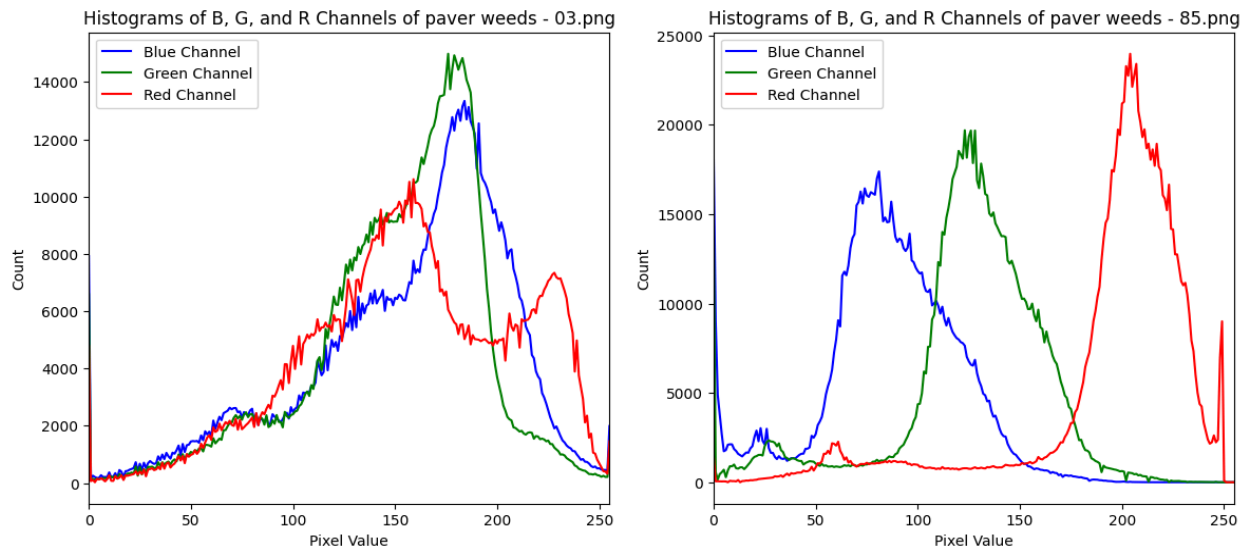 Histograms of B, G, and R Channels of paver weeds - 03.png
Blue Channel
Green Channel
Red Channel
14000
12000
10000
8000
6000
4000
2000
0
Count
0
50
100
150
200
250
Pixel Value
Histograms of B, G, and R Channels of paver weeds - 85.png
Blue Channel
Green Channel
Red Channel
25000
20000
15000
10000
5000
0
Count
0
50
100
150
200
250
Pixel Value